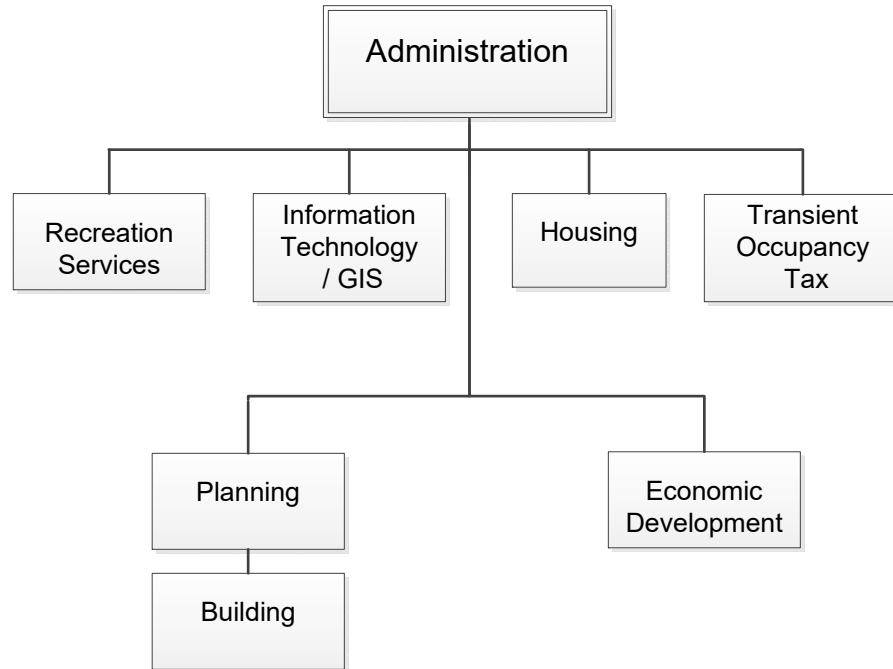 Administration
Recreation
Services
Information
Technology
/ GIS
Housing
Transient
Occupancy
Tax
Planning
Economic
Development
Building